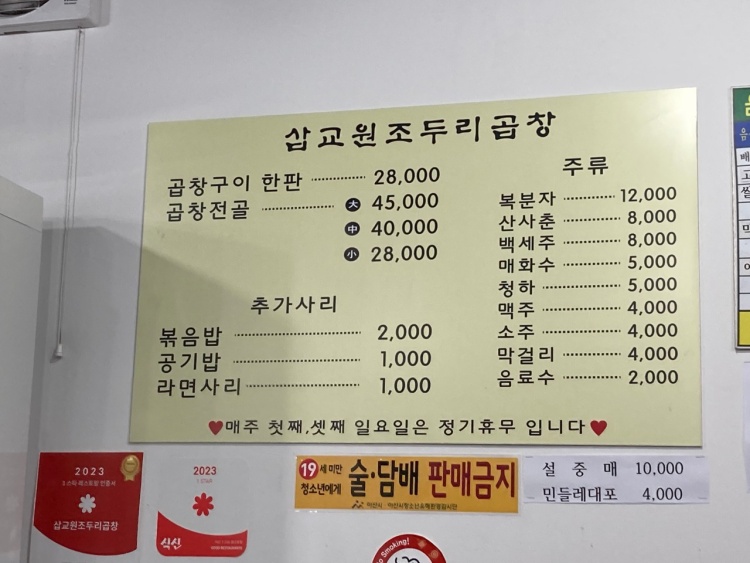 삽교원조두리곱창
곱창구이 한판 28,000
곱창전골 大 45,000
中 40,000
小 28,000
추가사리
볶음밥 2,000
공기밥 1,000
라면사리 1,000
주류
복분자 12,000
산사춘 8,000
백세주 8,000
매화수 5,000
청하 5,000
맥주 4,000
소주 4,000
막걸리 4,000
음료수 2,000
♥매주 첫째,셋째 일요일은 정기휴무 입니다♥
2023
삽교원조두리곱창
2023
식신
19세 미만
청소년에게
술·담배 판매금지
설 중 매 10,000
민들레대포 4,000
Smoking!